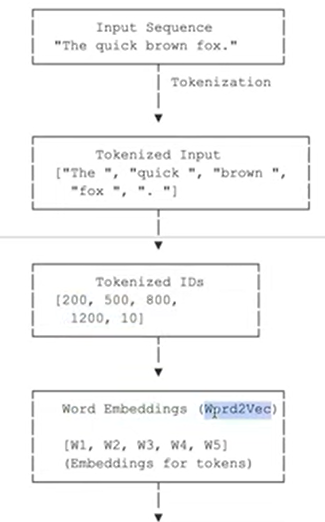 Input Sequence
"The quick brown fox."
Tokenization
Tokenized Input
["The ", "quick ", "brown ",
"fox ", ". "]
Tokenized IDs
[200, 500, 800,
1200, 10]
Word Embeddings (Wprd2Vec)
[W1, W2, W3, W4, W5]
(Embeddings for tokens)